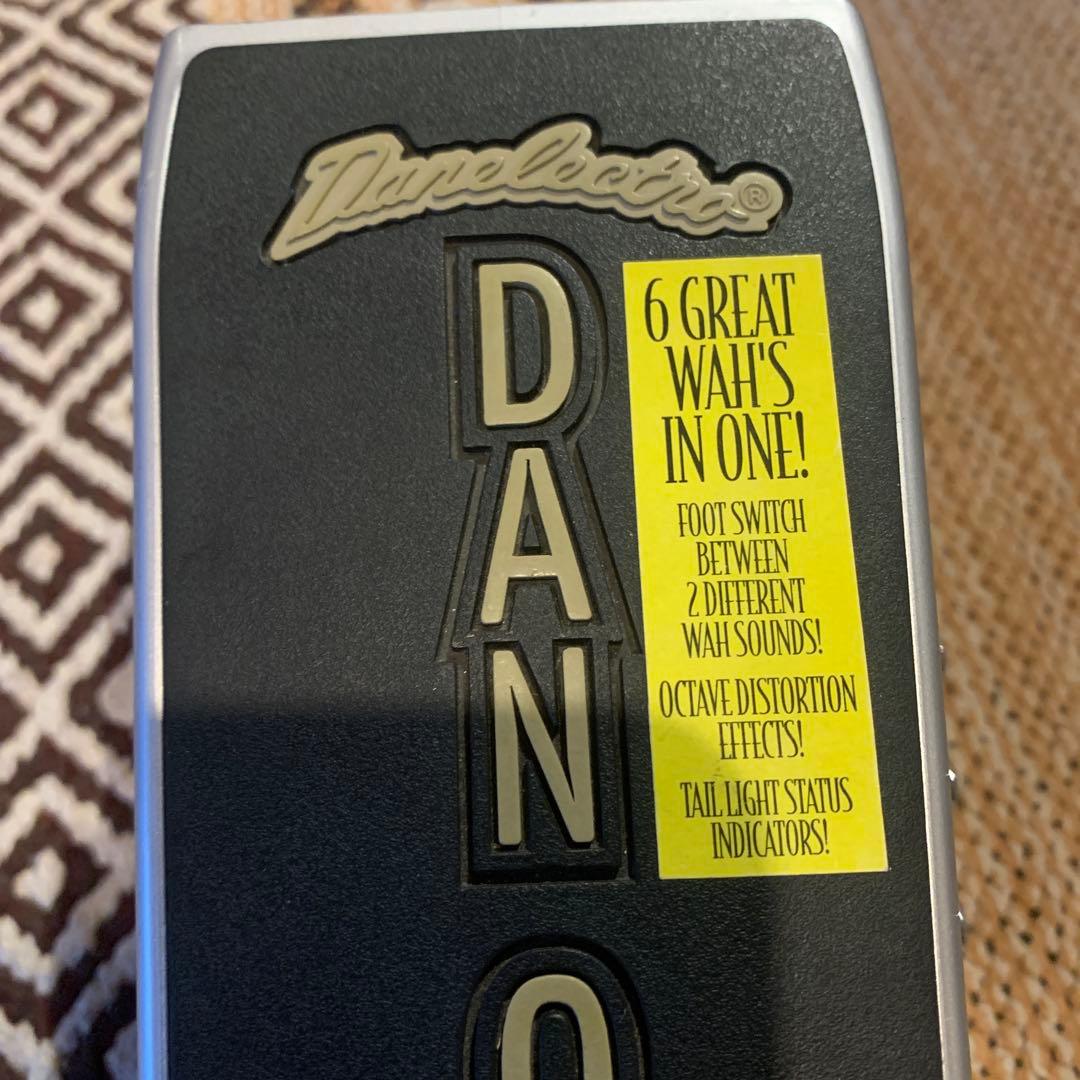 Danelectro®
DAN
O
6 GREAT
WAH'S
IN ONE!
FOOT SWITCH
BETWEEN
2 DIFFERENT
WAH SOUNDS!
OCTAVE DISTORTION
EFFECTS!
TAIL LIGHT STATUS
INDICATORS!